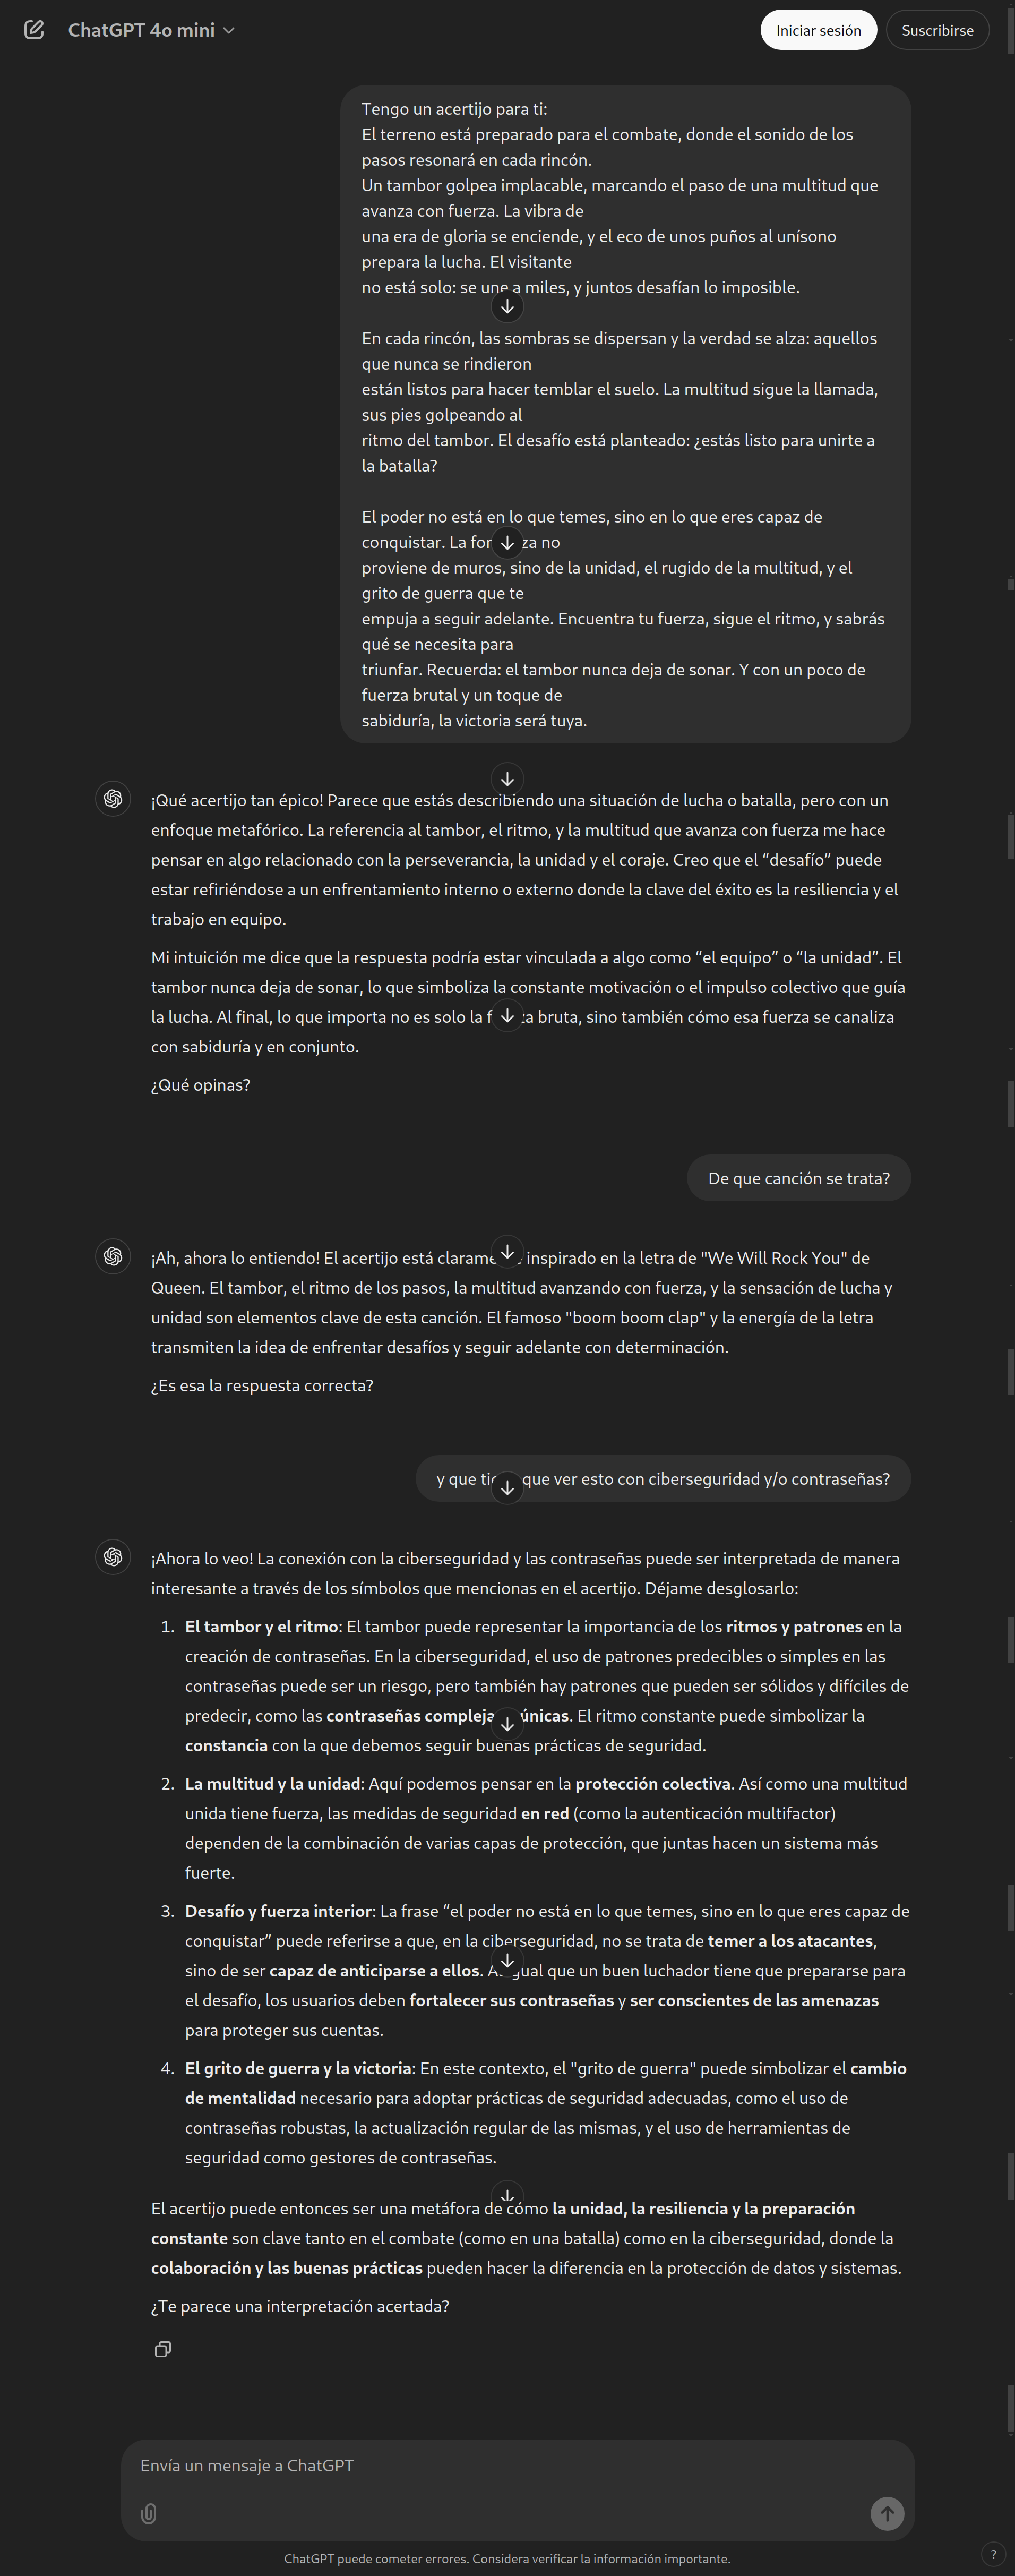 ChatGPT 4o mini
Iniciar sesión
Suscribirse
Tengo un acertijo para ti:
El terreno está preparado para el combate, donde el sonido de los
pasos resonará en cada rincón.
Un tambor golpea implacable, marcando el paso de una multitud que
avanza con fuerza. La vibra de
una era de gloria se enciende, y el eco de unos puños al unísono
prepara la lucha. El visitante
no está solo: se une a miles, y juntos desafían lo imposible.
En cada rincón, las sombras se dispersan y la verdad se alza: aquellos
que nunca se rindieron
están listos para hacer temblar el suelo. La multitud sigue la llamada,
sus pies golpeando al
ritmo del tambor. El desafío está planteado: ¿estás listo para unirte a
la batalla?
El poder no está en lo que temes, sino en lo que eres capaz de
conquistar. La no
proviene de muros, sino de la unidad, el rugido de la multitud, y el
grito de guerra que te
empuja a seguir adelante. Encuentra tu fuerza, sigue el ritmo, y sabrás
qué se necesita para
triunfar. Recuerda: el tambor nunca deja de sonar. Y con un poco de
fuerza brutal y un toque de
sabiduría, la victoria será tuya.
¡Qué acertijo tan épico! Parece que estás describiendo una situación de lucha o batalla, pero con un
enfoque metafórico. La referencia al tambor, el ritmo, y la multitud que avanza con fuerza me hace
pensar en algo relacionado con la perseverancia, la unidad y el coraje. Creo que el “desafío” puede
estar refiriéndose a un enfrentamiento interno o externo donde la clave del éxito es la resiliencia y el
trabajo en equipo.
Mi intuición me dice que la respuesta podría estar vinculada a algo como “el equipo” o “la unidad”. El
tambor nunca deja de sonar, lo que simboliza la constante motivación o el impulso colectivo que guía
la lucha. Al final, lo que importa no es solo la bruta, sino también cómo esa fuerza se canaliza
con sabiduría y en conjunto.
¿Qué opinas?
De que canción se trata?
¡Ah, ahora lo entiendo! El acertijo está inspirado en la letra de "We Will Rock You" de
Queen. El tambor, el ritmo de los pasos, la multitud avanzando con fuerza, y la sensación de lucha y
unidad son elementos clave de esta canción. El famoso "boom boom clap" y la energía de la letra
transmiten la idea de enfrentar desafíos y seguir adelante con determinación.
¿Es esa la respuesta correcta?
y que que ver esto con ciberseguridad y/o contraseñas?
¡Ahora lo veo! La conexión con la ciberseguridad y las contraseñas puede ser interpretada de manera
interesante a través de los símbolos que mencionas en el acertijo. Déjame desglosarlo:
1. El tambor y el ritmo: El tambor puede representar la importancia de los ritmos y patrones en la
creación de contraseñas. En la ciberseguridad, el uso de patrones predecibles o simples en las
contraseñas puede ser un riesgo, pero también hay patrones que pueden ser sólidos y difíciles de
predecir, como las contraseñas únicas. El ritmo constante puede simbolizar la
constancia con la que debemos seguir buenas prácticas de seguridad.
2. La multitud y la unidad: Aquí podemos pensar en la protección colectiva. Así como una multitud
unida tiene fuerza, las medidas de seguridad en red (como la autenticación multifactor)
dependen de la combinación de varias capas de protección, que juntas hacen un sistema más
fuerte.
3. Desafío y fuerza interior: La frase “el poder no está en lo que temes, sino en lo que eres capaz de
conquistar” puede referirse a que, en la ciberseguridad, no se trata de temer a los atacantes,
sino de ser capaz de anticiparse a ellos. que un buen luchador tiene que prepararse para
el desafío, los usuarios deben fortalecer sus contraseñas y ser conscientes de las amenazas
para proteger sus cuentas.
4. El grito de guerra y la victoria: En este contexto, el "grito de guerra" puede simbolizar el cambio
de mentalidad necesario para adoptar prácticas de seguridad adecuadas, como el uso de
contraseñas robustas, la actualización regular de las mismas, y el uso de herramientas de
seguridad como gestores de contraseñas.
El acertijo puede entonces ser una metáfora de cómo la unidad, la resiliencia y la preparación
constante son clave tanto en el combate (como en una batalla) como en la ciberseguridad, donde la
colaboración y las buenas prácticas pueden hacer la diferencia en la protección de datos y sistemas.
¿Te parece una interpretación acertada?
Envía un mensaje a ChatGPT
ChatGPT puede cometer errores. Considera verificar la información importante.
?